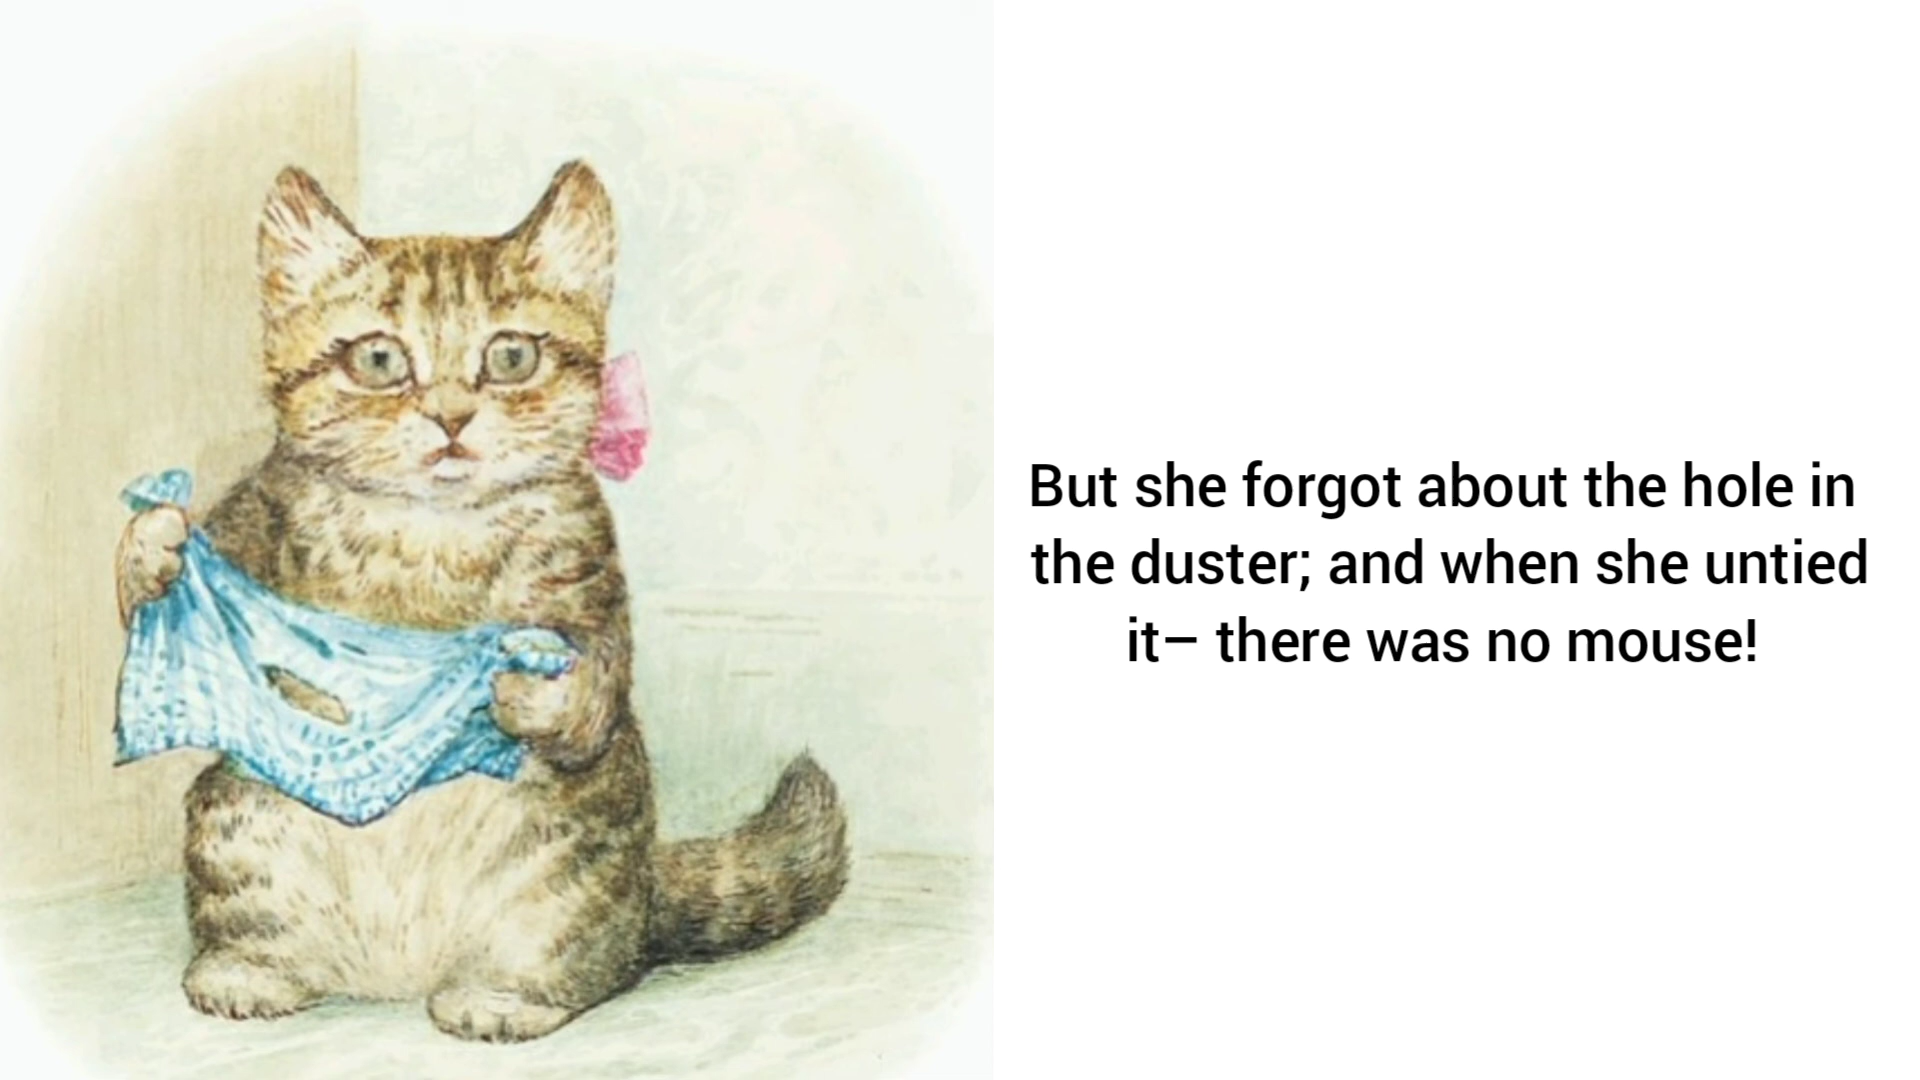 But she forgot about the hole in
the duster; and when she untied
it– there was no mouse!